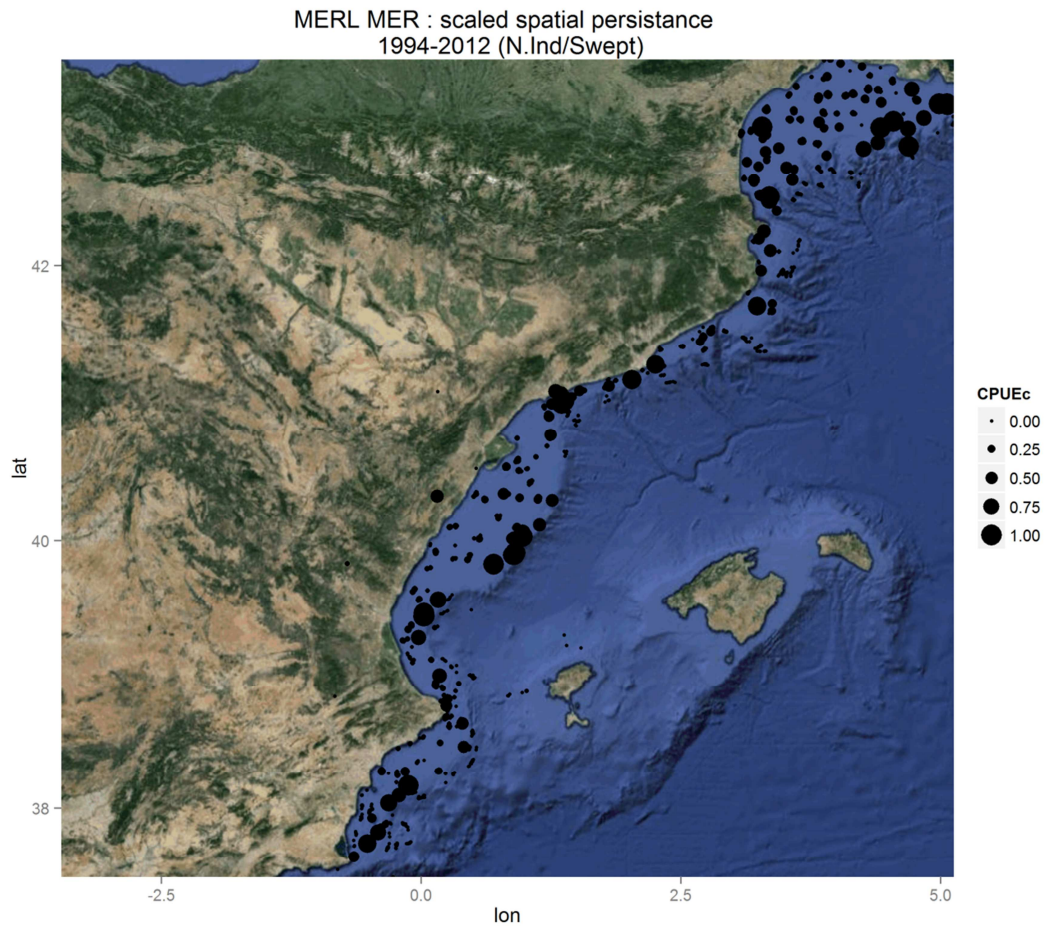 MERL MER : scaled spatial persistance
1994-2012 (N.Ind/Swept)
lat
42
40
38
-2.5
0.0
2.5
5.0
lon
CPUEc
0.00
0.25
0.50
0.75
1.00